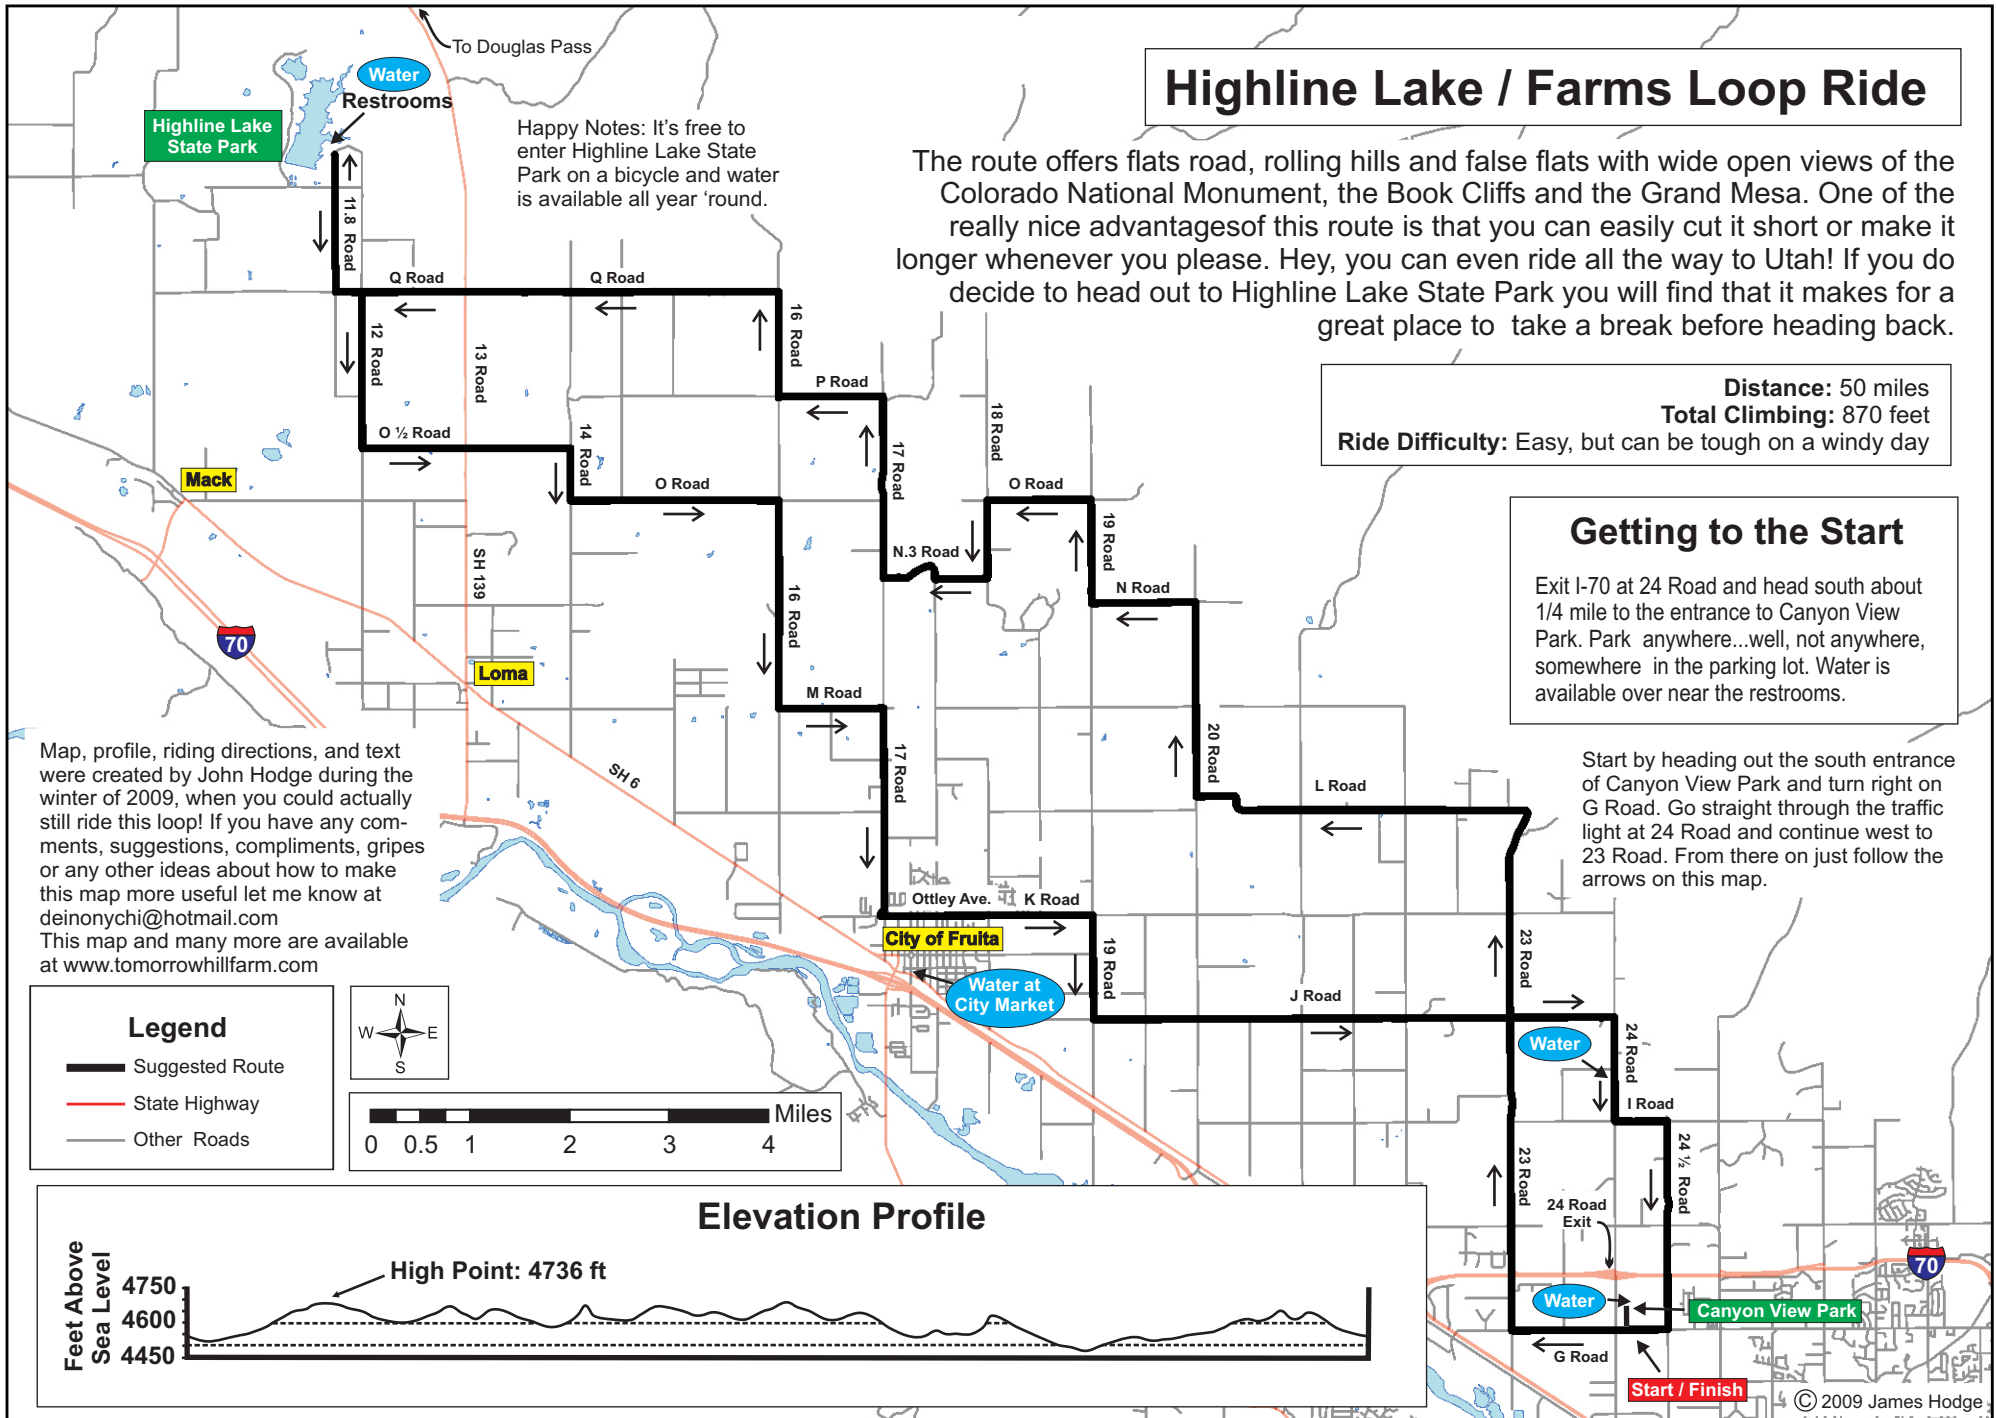 Highline Lake / Farms Loop Ride
The route offers flats road, rolling hills and false flats with wide open views of the
Colorado National Monument, the Book Cliffs and the Grand Mesa. One of the
really nice advantagesof this route is that you can easily cut it short or make it
longer whenever you please. Hey, you can even ride all the way to Utah! If you do
decide to head out to Highline Lake State Park you will find that it makes for a
great place to take a break before heading back.
Distance: 50 miles
Total Climbing: 870 feet
Ride Difficulty: Easy, but can be tough on a windy day
Getting to the Start
Exit I-70 at 24 Road and head south about
1/4 mile to the entrance to Canyon View
Park. Park anywhere...well, not anywhere,
somewhere in the parking lot. Water is
available over near the restrooms.
Start by heading out the south entrance
of Canyon View Park and turn right on
G Road. Go straight through the traffic
light at 24 Road and continue west to
23 Road. From there on just follow the
arrows on this map.
To Douglas Pass
Water
Restrooms
Highline Lake
State Park
Happy Notes: It's free to
enter Highline Lake State
Park on a bicycle and water
is available all year ‘round.
11.8 Road
Q Road
Q Road
12 Road
13 Road
16 Road
P Road
O ½ Road
14 Road
17 Road
18 Road
Mack
O Road
O Road
19 Road
N.3 Road
SH 139
N Road
70
16 Road
Loma
M Road
20 Road
17 Road
SH 6
L Road
Ottley Ave.
K Road
City of Fruita
19 Road
23 Road
Water at
City Market
J Road
Water
24 Road
I Road
23 Road
24 ½ Road
24 Road
Exit
70
Water
Canyon View Park
G Road
Start / Finish
Map, profile, riding directions, and text
were created by John Hodge during the
winter of 2009, when you could actually
still ride this loop! If you have any com-
ments, suggestions, compliments, gripes
or any other ideas about how to make
this map more useful let me know at
deinonychi@hotmail.com
This map and many more are available
at www.tomorrowhillfarm.com
Legend
Suggested Route
State Highway
Other Roads
N
W E
S
Miles
0 0.5 1 2 3 4
Elevation Profile
High Point: 4736 ft
Feet Above
Sea Level
4750
4600
4450
© 2009 James Hodge